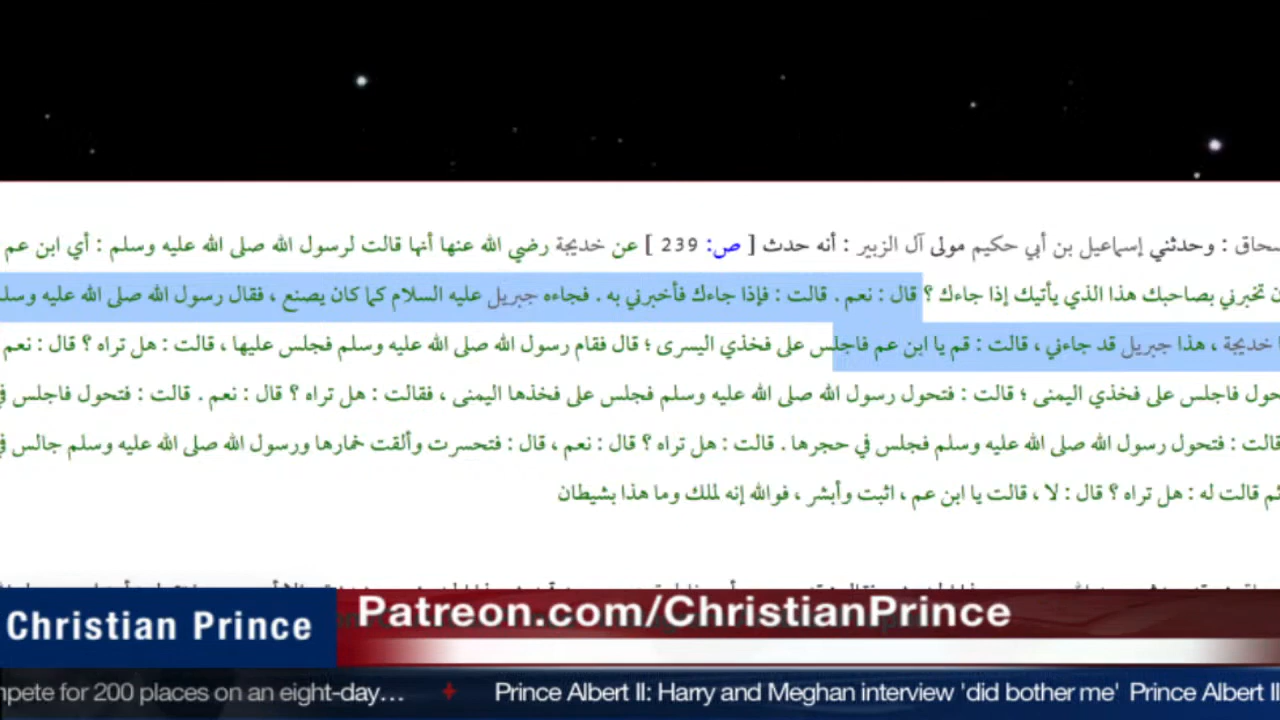 سحاق : وحدثني إسماعيل بن أبي حكيم مولى آل الزبير : أنه حدث [ ص: 239 ] عن خديجة رضي الله عنها أنها قالت لرسول الله صلى الله عليه وسلم : أي ابن عم
ن تخبرني بصاحبك هذا الذي يأتيك إذا جاءك ؟ قال : نعم . قالت : فإذا جاءك فأخبرني به . فجاءه جبريل عليه السلام كما كان يصنع ، فقال رسول الله صلى الله عليه وسل
خديجة ، هذا جبريل قد جاءني ، قالت : قم يا ابن عم فاجلس على فخذي اليسرى ؛ قال فقام رسول الله صلى الله عليه وسلم فجلس عليها ، قالت : هل تراه ؟ قال : نعم
حول فاجلس على فخذي اليمنى ؛ قالت : فتحول رسول الله صلى الله عليه وسلم فجلس على فخذها اليمنى ، فقالت : هل تراه ؟ قال : نعم . قالت : فتحول فاجلس في
قالت : فتحول رسول الله صلى الله عليه وسلم فجلس في حجرها . قالت : هل تراه ؟ قال : نعم ، قال : فتحسرت وألقت خمارها ورسول الله صلى الله عليه وسلم جالس في
ثم قالت له : هل تراه ؟ قال : لا ، قالت يا ابن عم ، اثبت وأبشر ، فوالله إنه لملك وما هذا بشيطان
Christian Prince
Patreon.com/ChristianPrince
mpete for 200 places on an eight-day… Prince Albert II: Harry and Meghan interview 'did bother me' Prince Albert II